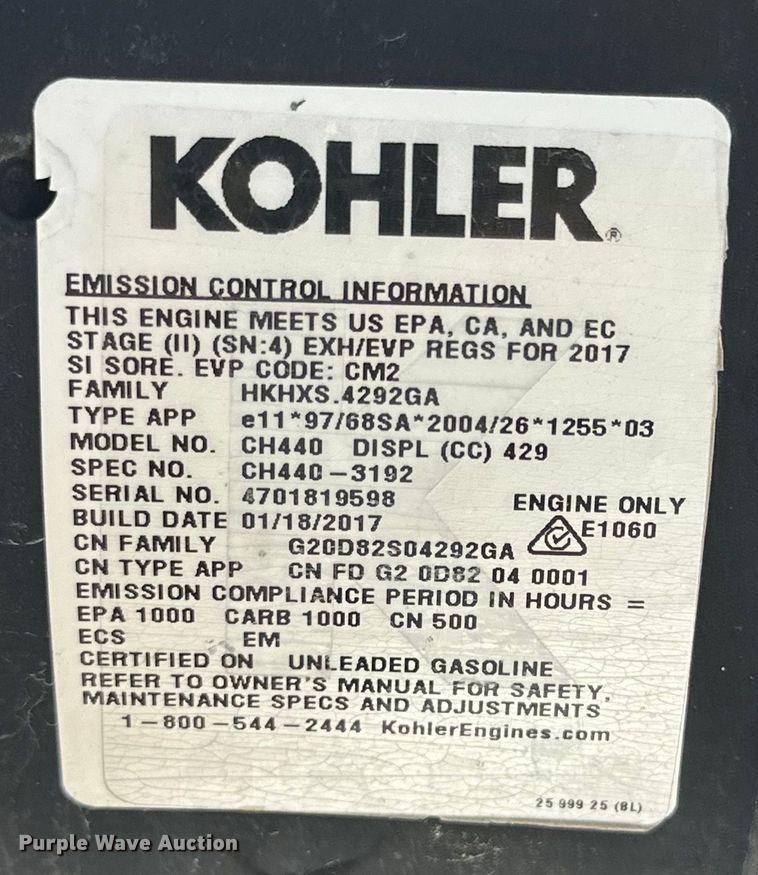 KOHLER®
EMISSION CONTROL INFORMATION
THIS ENGINE MEETS US EPA, CA, AND EC
STAGE (II) (SN:4) EXH/EVP REGS FOR 2017
SI SORE. EVP CODE: CM2
FAMILY HKHXS.4292GA
TYPE APP e11*97/68SA*2004/26*1255*03
MODEL NO. CH440 DISPL (CC) 429
SPEC NO. CH440-3192
SERIAL NO. 4701819598
ENGINE ONLY
BUILD DATE 01/18/2017
E1060
CN FAMILY G20D82S04292GA
CN TYPE APP CN FD G2 0D82 04 0001
EMISSION COMPLIANCE PERIOD IN HOURS =
EPA 1000 CARB 1000 CN 500
ECS EM
CERTIFIED ON UNLEADED GASOLINE
REFER TO OWNER'S MANUAL FOR SAFETY,
MAINTENANCE SPECS AND ADJUSTMENTS
1-800-544-2444 KohlerEngines.com
25 999 25 (BL)
Purple Wave Auction